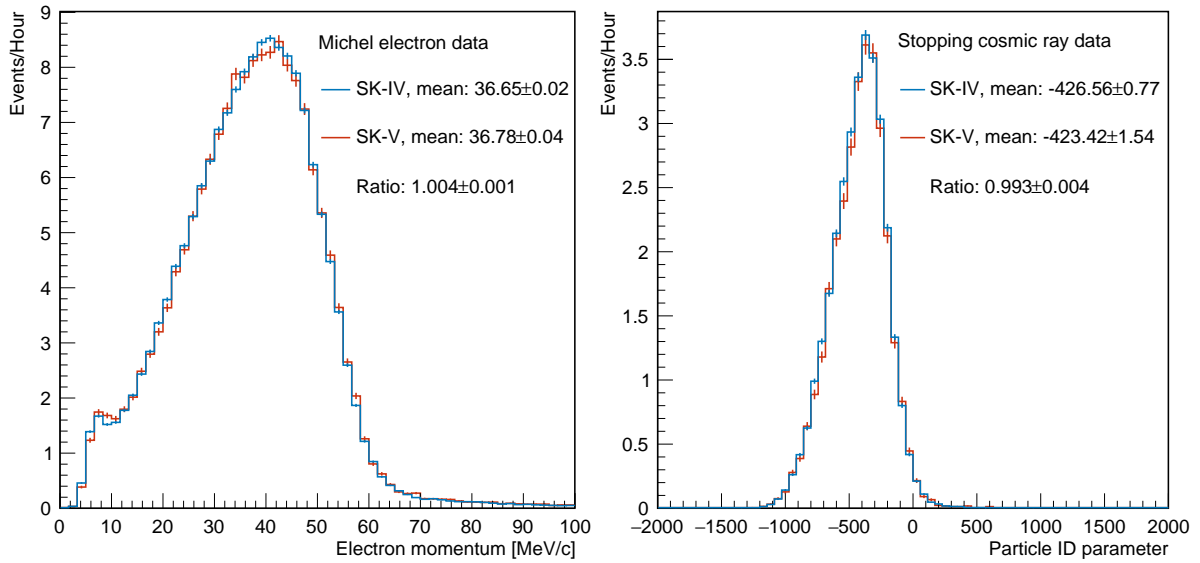 Events/Hour
9
8
7
6
5
4
3
2
1
0
Michel electron data
SK-IV, mean: 36.65±0.02
SK-V, mean: 36.78±0.04
Ratio: 1.004±0.001
0 10 20 30 40 50 60 70 80 90 100
Electron momentum [MeV/c]
Events/Hour
3.5
3
2.5
2
1.5
1
0.5
0
Stopping cosmic ray data
SK-IV, mean: -426.56±0.77
SK-V, mean: -423.42±1.54
Ratio: 0.993±0.004
−2000 −1500 −1000 −500 0 500 1000 1500 2000
Particle ID parameter